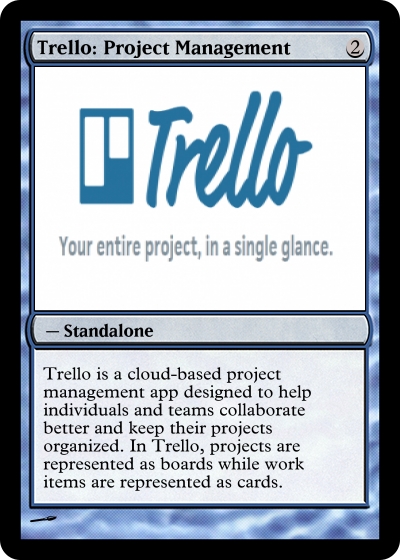 Trello: Project Management 2
Trello
Your entire project, in a single glance.
— Standalone
Trello is a cloud-based project
management app designed to help
individuals and teams collaborate
better and keep their projects
organized. In Trello, projects are
represented as boards while work
items are represented as cards.